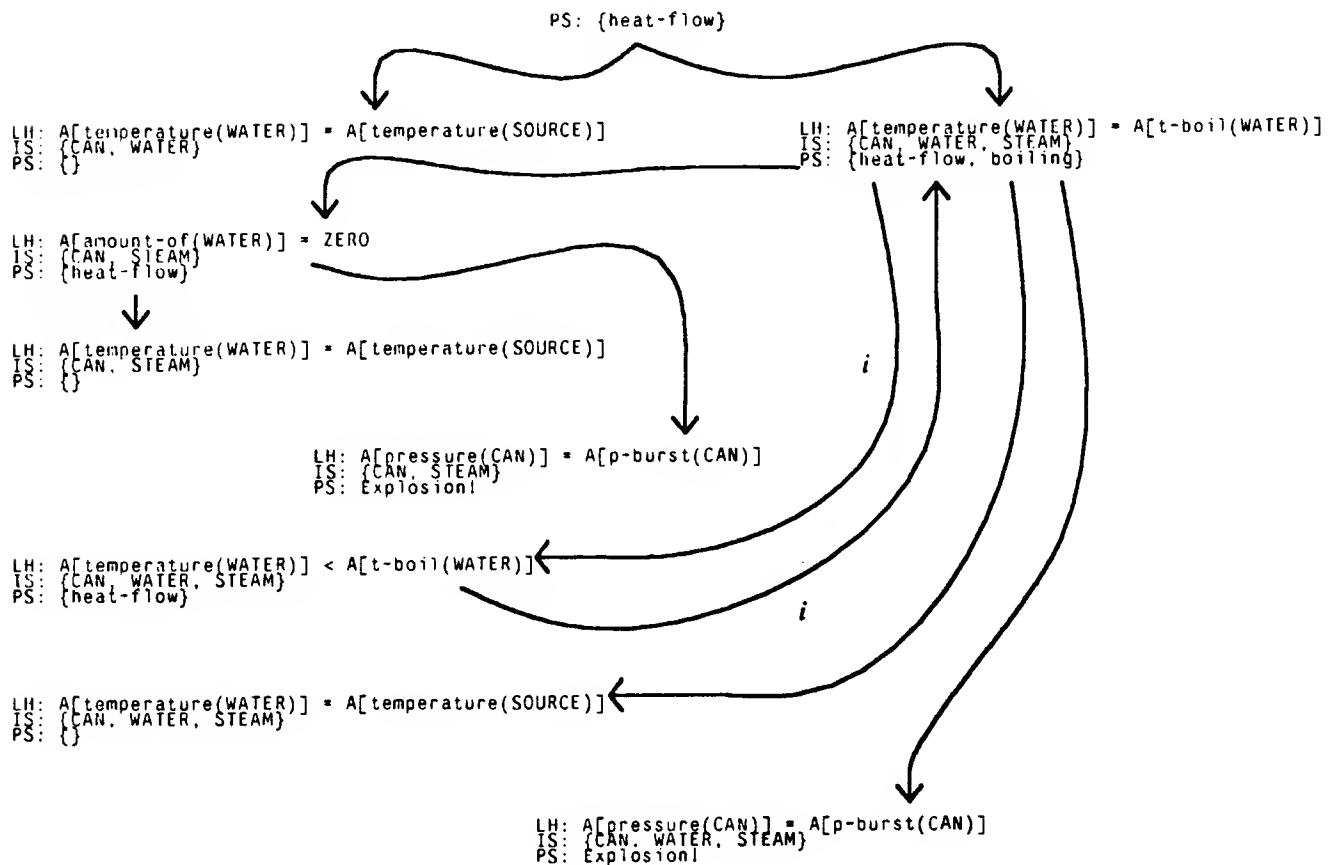 PS: {heat-flow}
LH: A[temperature(WATER)] = A[temperature(SOURCE)]
IS: {CAN, WATER}
PS: {}
LH: A[temperature(WATER)] = A[t-boil(WATER)]
IS: {CAN, WATER, STEAM}
PS: {heat-flow, boiling}
LH: A[amount-of(WATER)] = ZERO
IS: {CAN, STEAM}
PS: {heat-flow}
LH: A[temperature(WATER)] = A[temperature(SOURCE)]
IS: {CAN, STEAM}
PS: {}
i
LH: A[pressure(CAN)] = A[p-burst(CAN)]
IS: {CAN, STEAM}
PS: Explosion!
LH: A[temperature(WATER)] < A[t-boil(WATER)]
IS: {CAN, WATER, STEAM}
PS: {heat-flow}
i
LH: A[temperature(WATER)] = A[temperature(SOURCE)]
IS: {CAN, WATER, STEAM}
PS: {}
LH: A[pressure(CAN)] = A[p-burst(CAN)]
IS: {CAN, WATER, STEAM}
PS: Explosion!